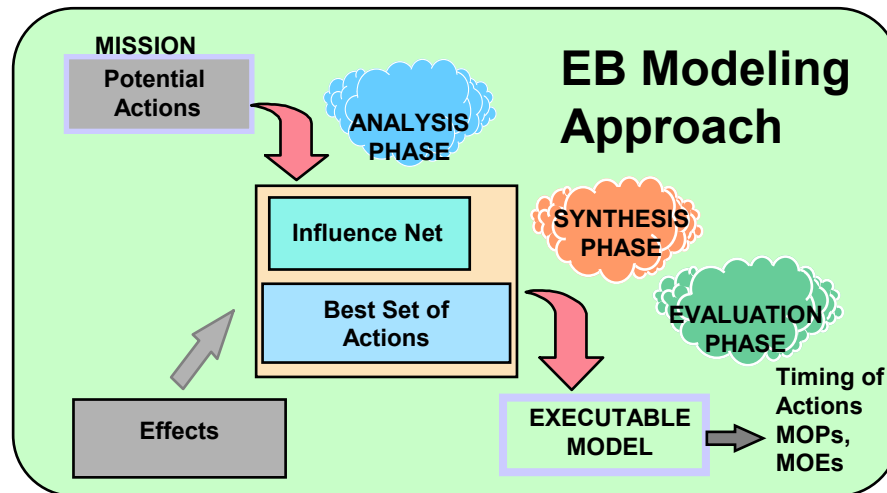 MISSION
Potential
Actions
EB Modeling
Approach
ANALYSIS
PHASE
Influence Net
SYNTHESIS
PHASE
Best Set of
Actions
EVALUATION
PHASE
Effects
EXECUTABLE
MODEL
Timing of
Actions
MOPs,
MOEs